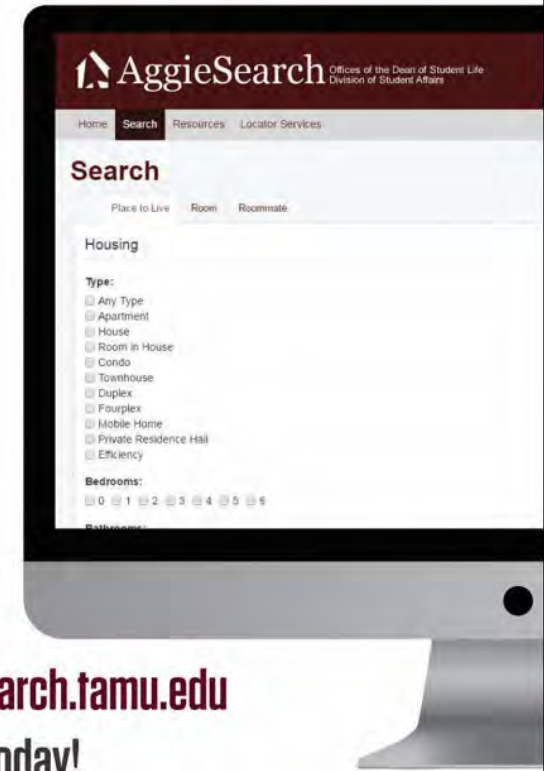 AggieSearch Offices of the Dean of Student Life
Division of Student Affairs
Home Search Resources Locator Services
Search
Place to Live Room Roommate
Housing
Type:
Any Type
Apartment
House
Room in House
Condo
Townhouse
Duplex
Fourplex
Mobile Home
Private Residence Hall
Efficiency
Bedrooms:
0 1 2 3 4 5 6
Bathrooms:
arch.tamu.edu
oday!